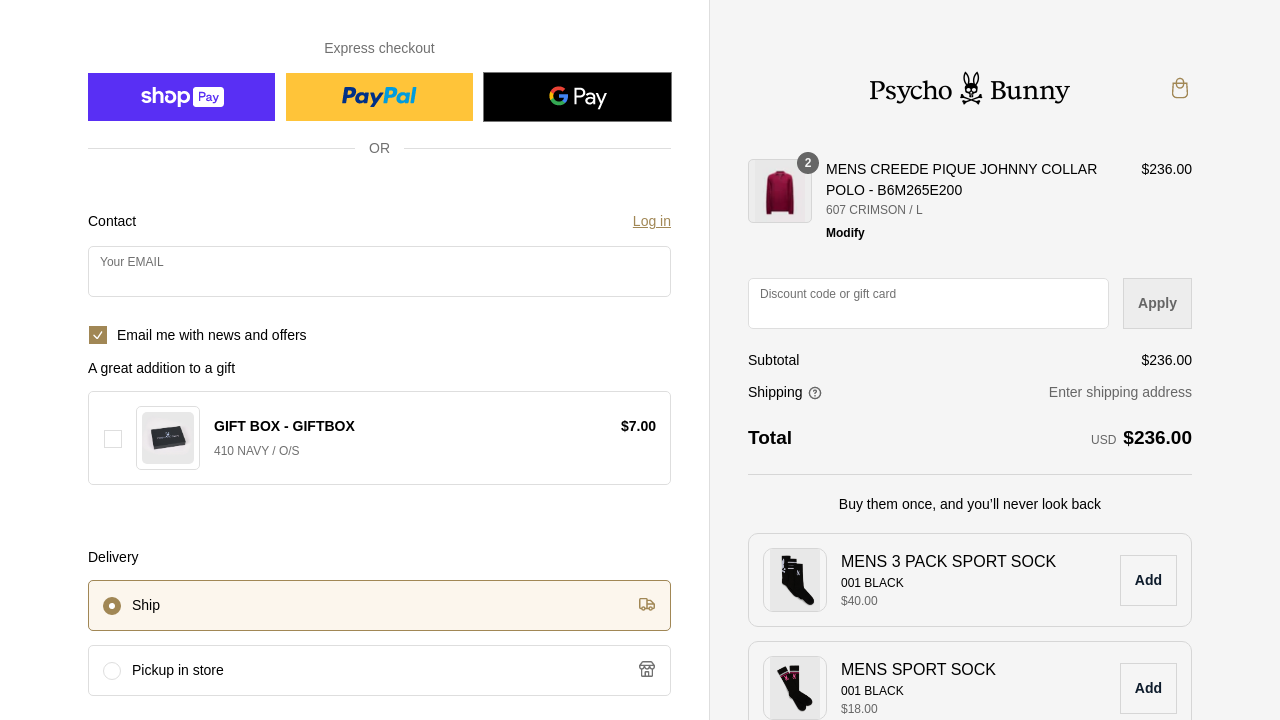 Express checkout
shop Pay
PayPal
G Pay
OR
Contact
Log in
Your EMAIL
Email me with news and offers
A great addition to a gift
GIFT BOX - GIFTBOX
$7.00
410 NAVY / O/S
Delivery
Ship
Pickup in store
Psycho Bunny
2
MENS CREEDE PIQUE JOHNNY COLLAR
POLO - B6M265E200
$236.00
607 CRIMSON / L
Modify
Discount code or gift card
Apply
Subtotal
$236.00
Shipping
Enter shipping address
Total
USD $236.00
Buy them once, and you’ll never look back
MENS 3 PACK SPORT SOCK
001 BLACK
$40.00
Add
MENS SPORT SOCK
001 BLACK
$18.00
Add